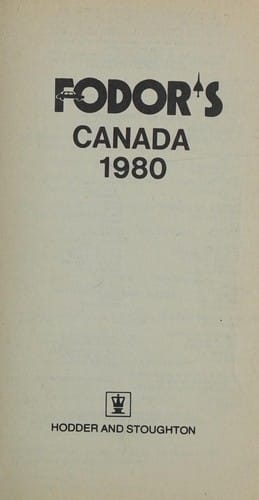 FODOR'S
CANADA
1980
HODDER AND STOUGHTON